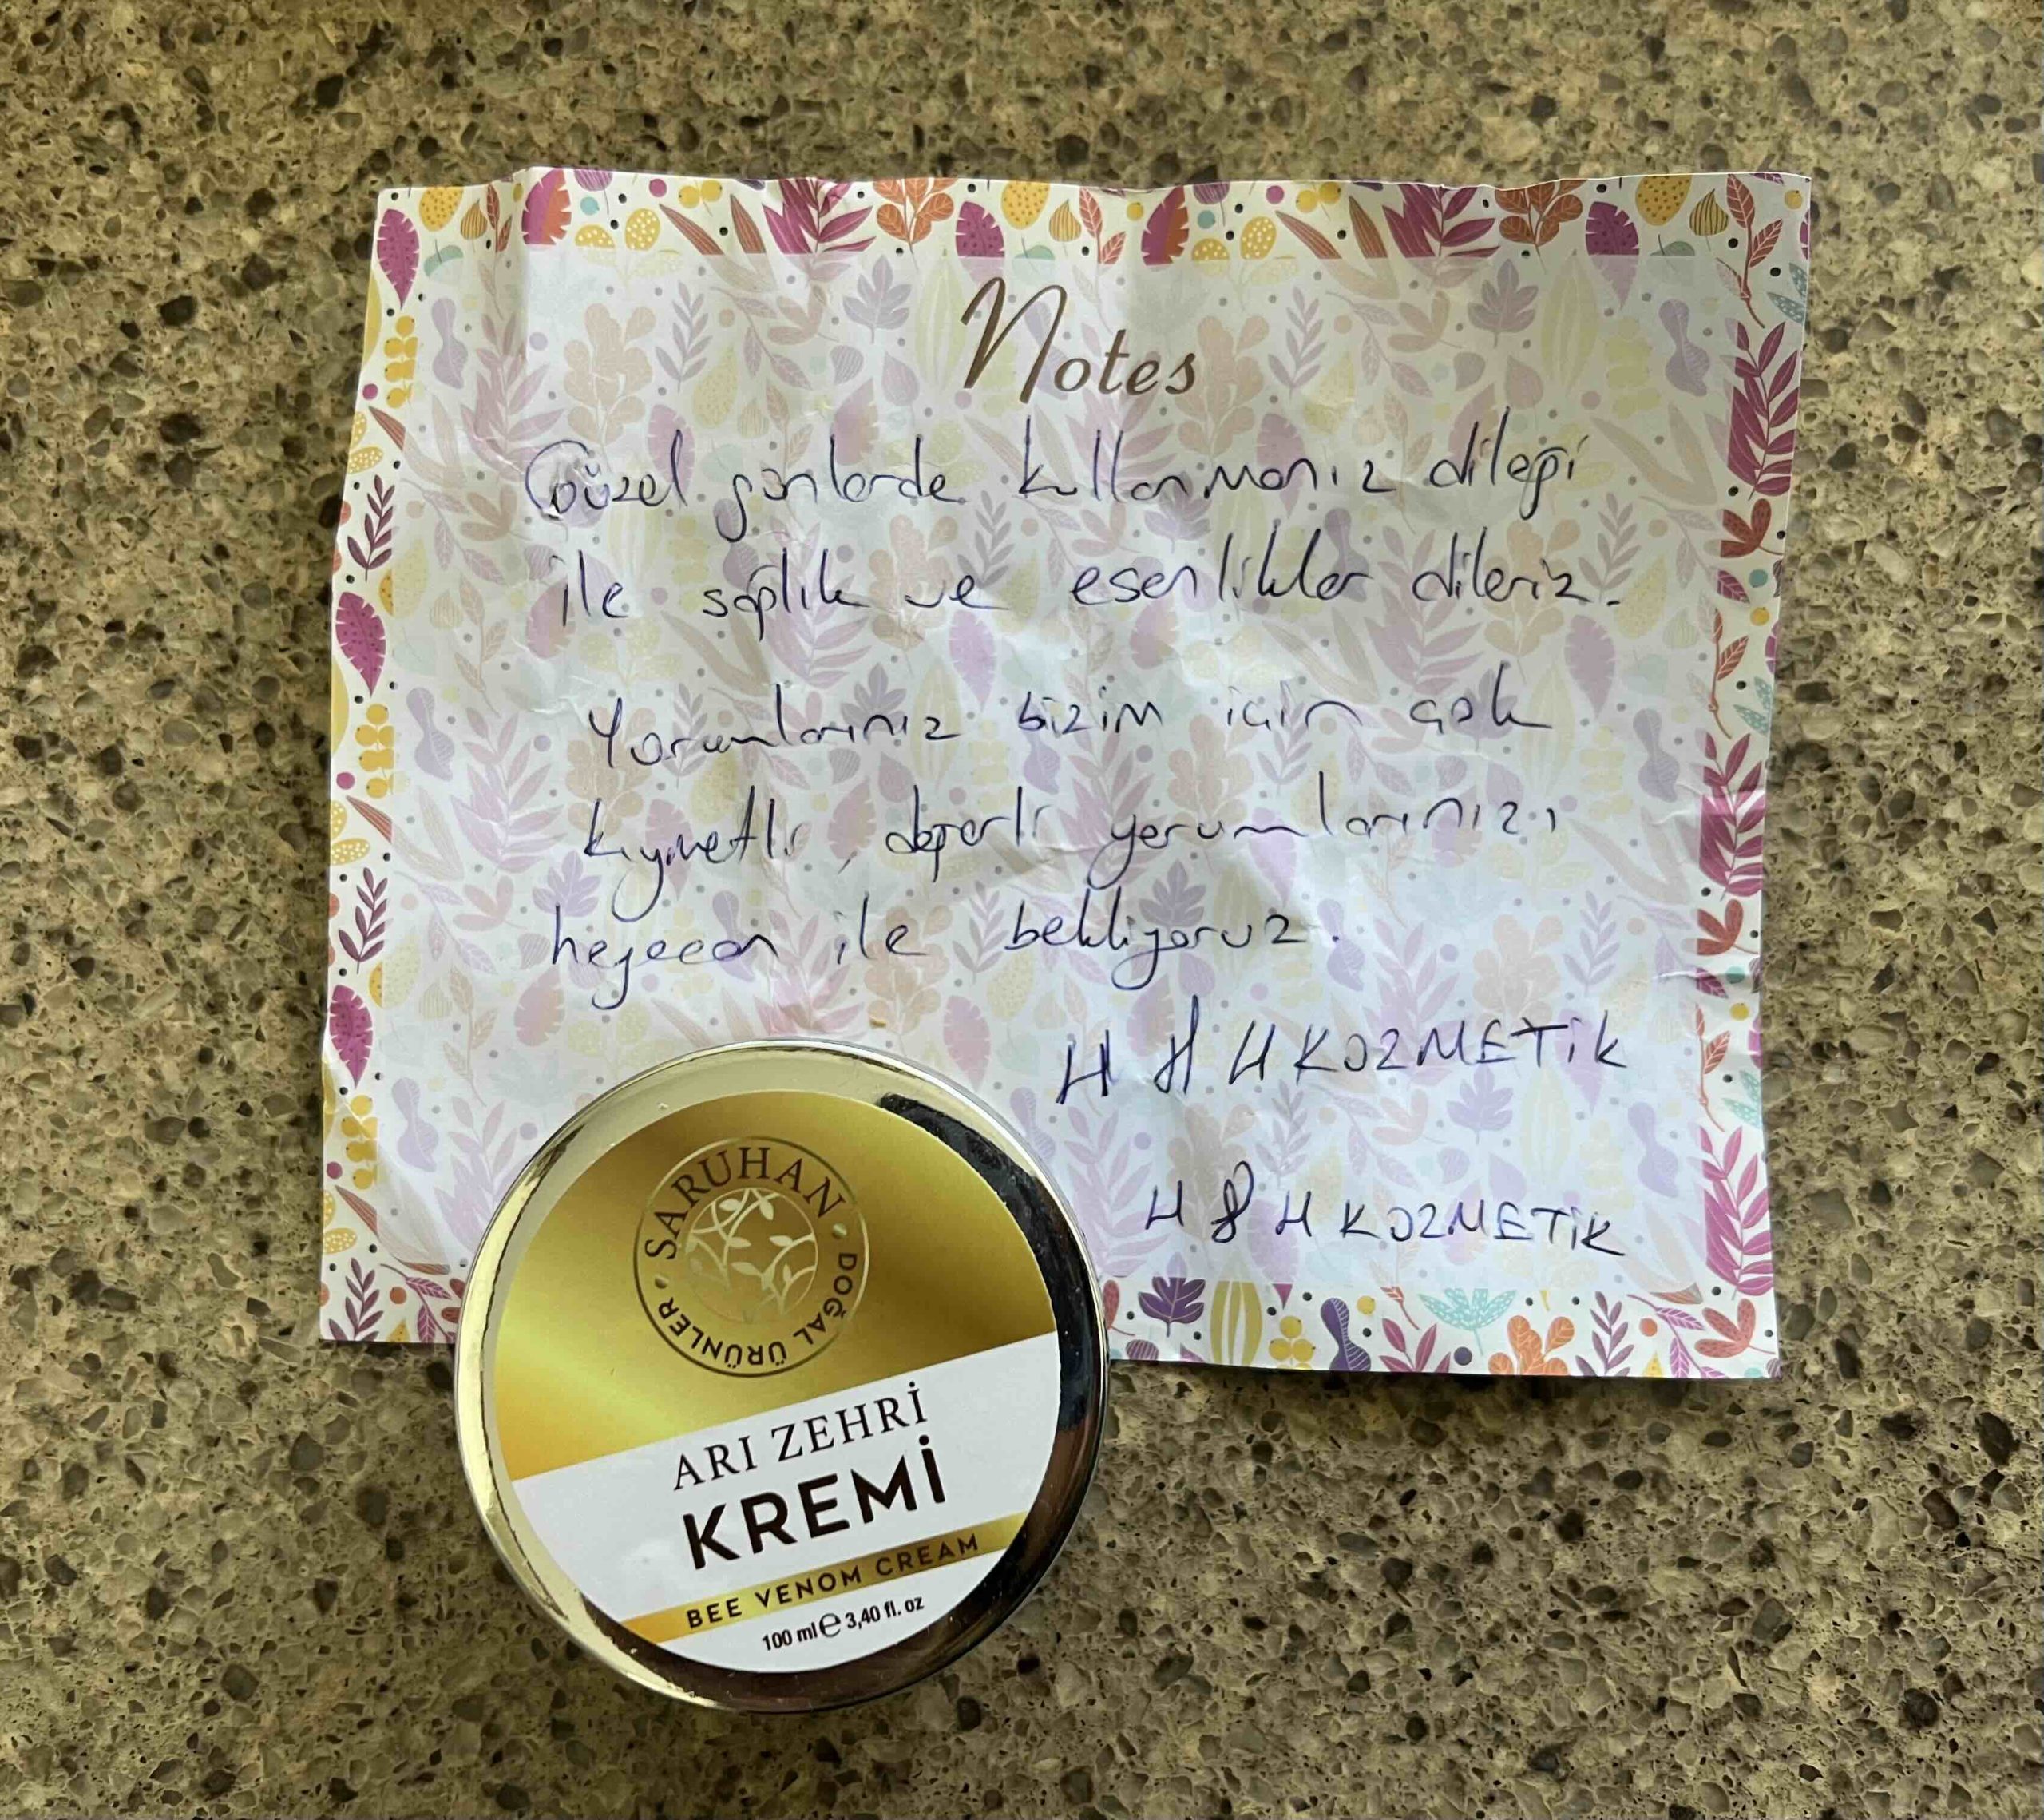 Notes
Güzel günlerde kullanmanız dileği
ile sağlık ve esenlikler dileriz.
Yorumlarınız bizim için çok
kıymetli, değerli yorumlarınızı
heyecan ile bekliyoruz.
H & H KOZMETİK
H & H KOZMETİK
SARUHAN
DOĞAL ÜRÜNLER
ARI ZEHRİ
KREMİ
BEE VENOM CREAM
100 ml ℮ 3,40 fl. oz